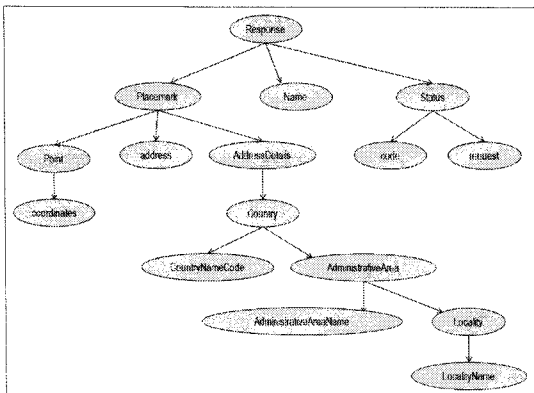 Response
Placemark
Name
Status
Point
address
AddressDetails
code
request
coordinates
Country
CountryNameCode
AdministrativeArea
AdministrativeAreaName
Locality
LocalityName